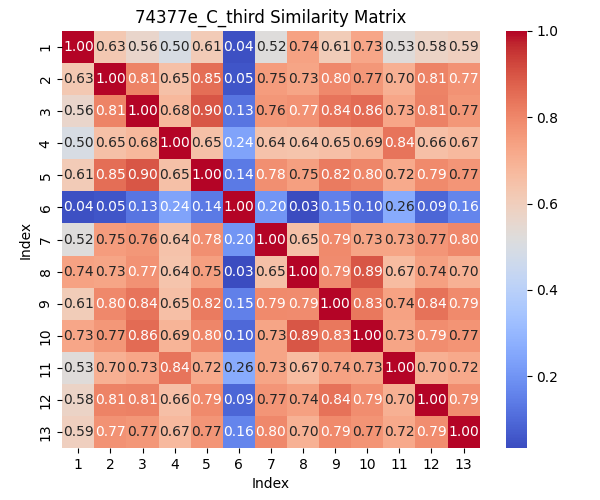 74377e_C_third Similarity Matrix
1 1.00 0.63 0.56 0.50 0.61 0.04 0.52 0.74 0.61 0.73 0.53 0.58 0.59
2 0.63 1.00 0.81 0.65 0.85 0.05 0.75 0.73 0.80 0.77 0.70 0.81 0.77
3 0.56 0.81 1.00 0.68 0.90 0.13 0.76 0.77 0.84 0.86 0.73 0.81 0.77
4 0.50 0.65 0.68 1.00 0.65 0.24 0.64 0.64 0.65 0.69 0.84 0.66 0.67
5 0.61 0.85 0.90 0.65 1.00 0.14 0.78 0.75 0.82 0.80 0.72 0.79 0.77
6 0.04 0.05 0.13 0.24 0.14 1.00 0.20 0.03 0.15 0.10 0.26 0.09 0.16
7 0.52 0.75 0.76 0.64 0.78 0.20 1.00 0.65 0.79 0.73 0.73 0.77 0.80
8 0.74 0.73 0.77 0.64 0.75 0.03 0.65 1.00 0.79 0.89 0.67 0.74 0.70
9 0.61 0.80 0.84 0.65 0.82 0.15 0.79 0.79 1.00 0.83 0.74 0.84 0.79
10 0.73 0.77 0.86 0.69 0.80 0.10 0.73 0.89 0.83 1.00 0.73 0.79 0.77
11 0.53 0.70 0.73 0.84 0.72 0.26 0.73 0.67 0.74 0.73 1.00 0.70 0.72
12 0.58 0.81 0.81 0.66 0.79 0.09 0.77 0.74 0.84 0.79 0.70 1.00 0.79
13 0.59 0.77 0.77 0.67 0.77 0.16 0.80 0.70 0.79 0.77 0.72 0.79 1.00
1 2 3 4 5 6 7 8 9 10 11 12 13
Index
Index
1.0
0.8
0.6
0.4
0.2